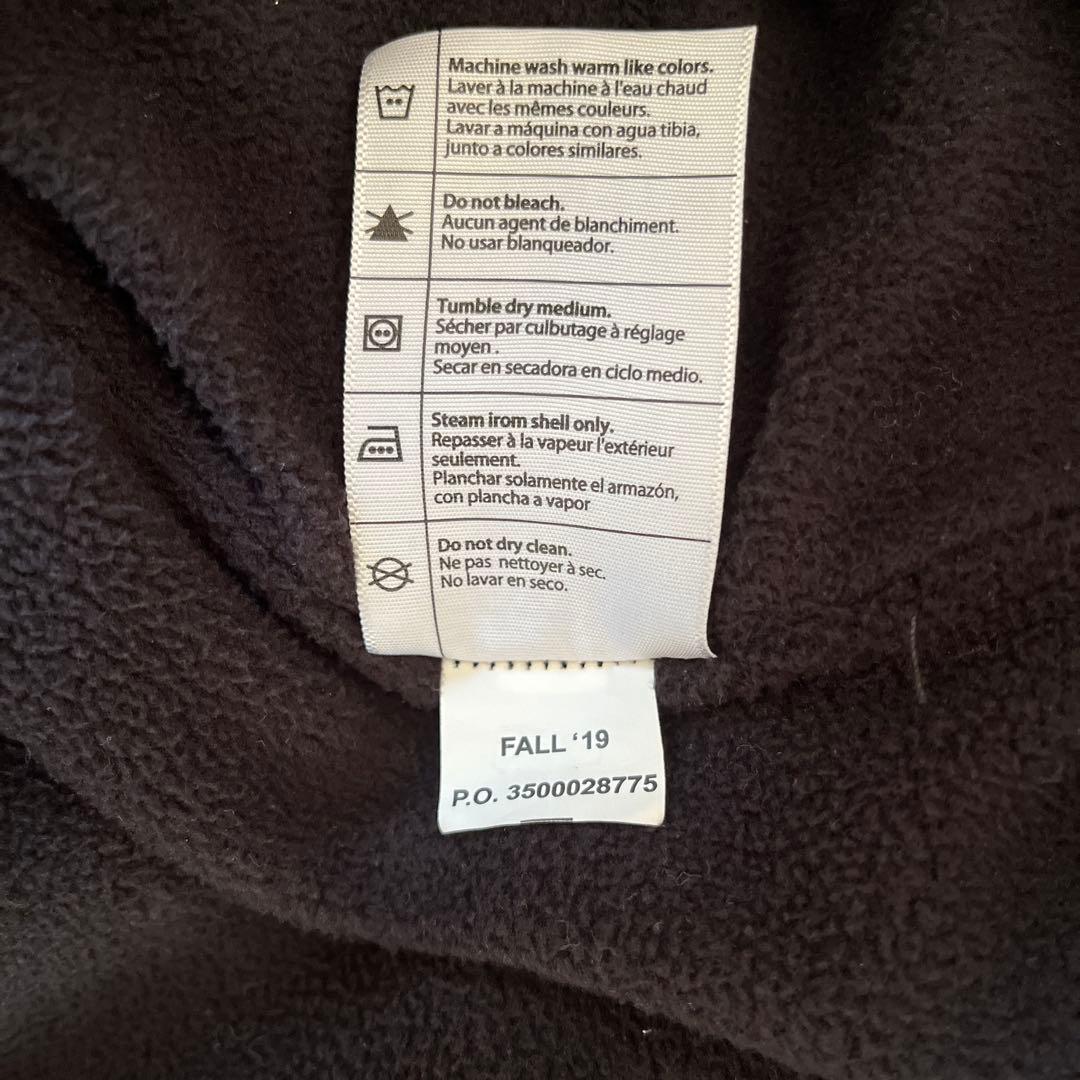 Machine wash warm like colors.
Laver à la machine à l'eau chaud
avec les mêmes couleurs.
Lavar a máquina con agua tibia,
junto a colores similares.
Do not bleach.
Aucun agent de blanchiment.
No usar blanqueador.
Tumble dry medium.
Sécher par culbutage à réglage
moyen.
Secar en secadora en ciclo medio.
Steam irom shell only.
Repasser à la vapeur l'extérieur
seulement.
Planchar solamente el armazón,
con plancha a vapor
Do not dry clean.
Ne pas nettoyer à sec.
No lavar en seco.
FALL '19
P.O. 3500028775